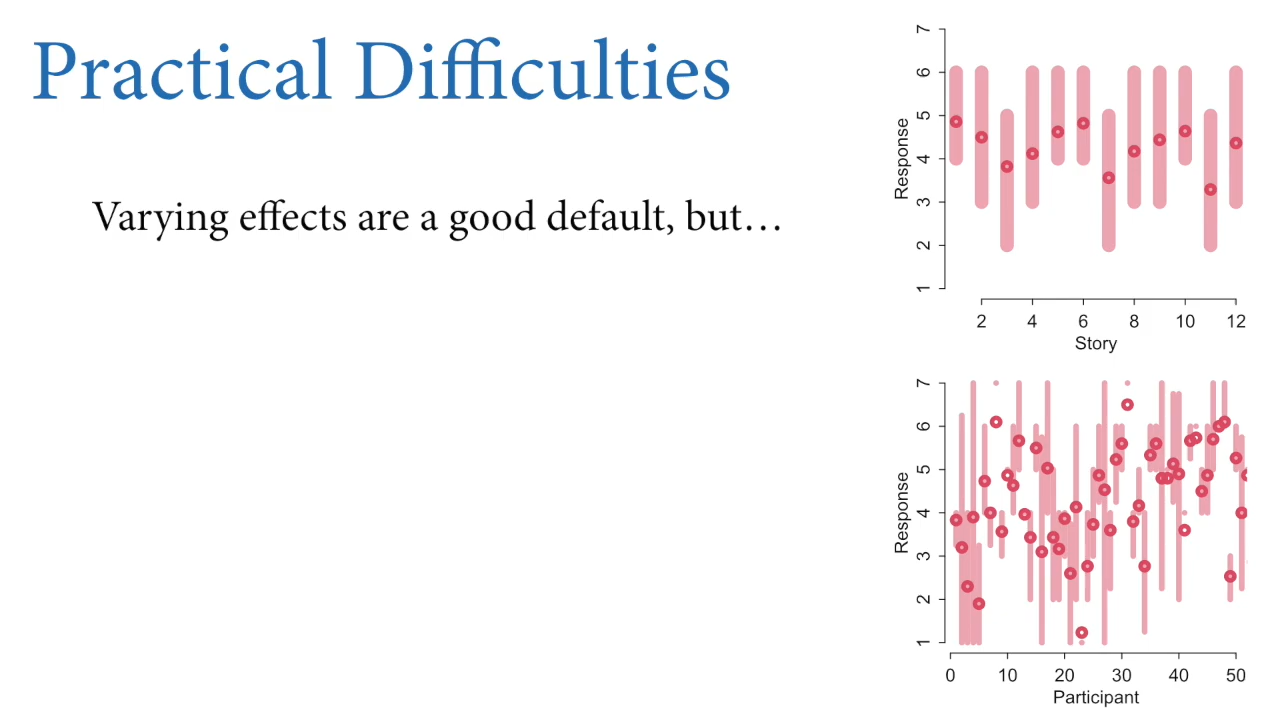 Practical Difficulties
Varying effects are a good default, but…
Response
1 2 3 4 5 6 7
2 4 6 8 10 12
Story
Response
1 2 3 4 5 6 7
0 10 20 30 40 50
Participant